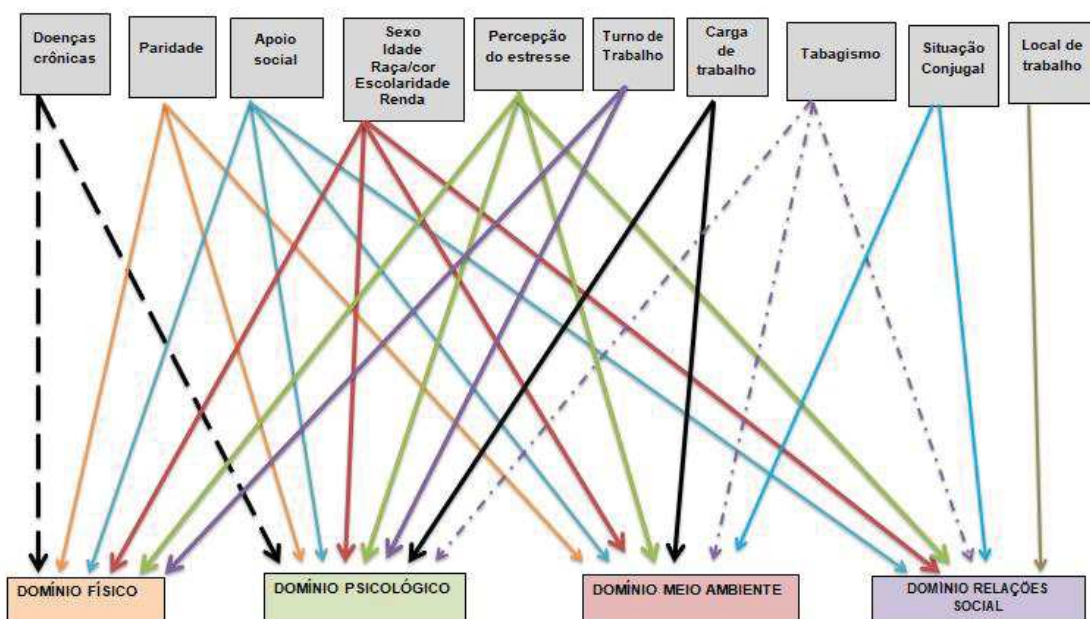 Doenças
crônicas
Paridade
Apoio
social
Sexo
Idade
Raça/cor
Escolaridade
Renda
Percepção
do estresse
Turno de
Trabalho
Carga
de
trabalho
Tabagismo
Situação
Conjugal
Local de
trabalho
DOMÍNIO FÍSICO
DOMÍNIO PSICOLÓGICO
DOMÍNIO MEIO AMBIENTE
DOMÍNIO RELAÇÕES
SOCIAL